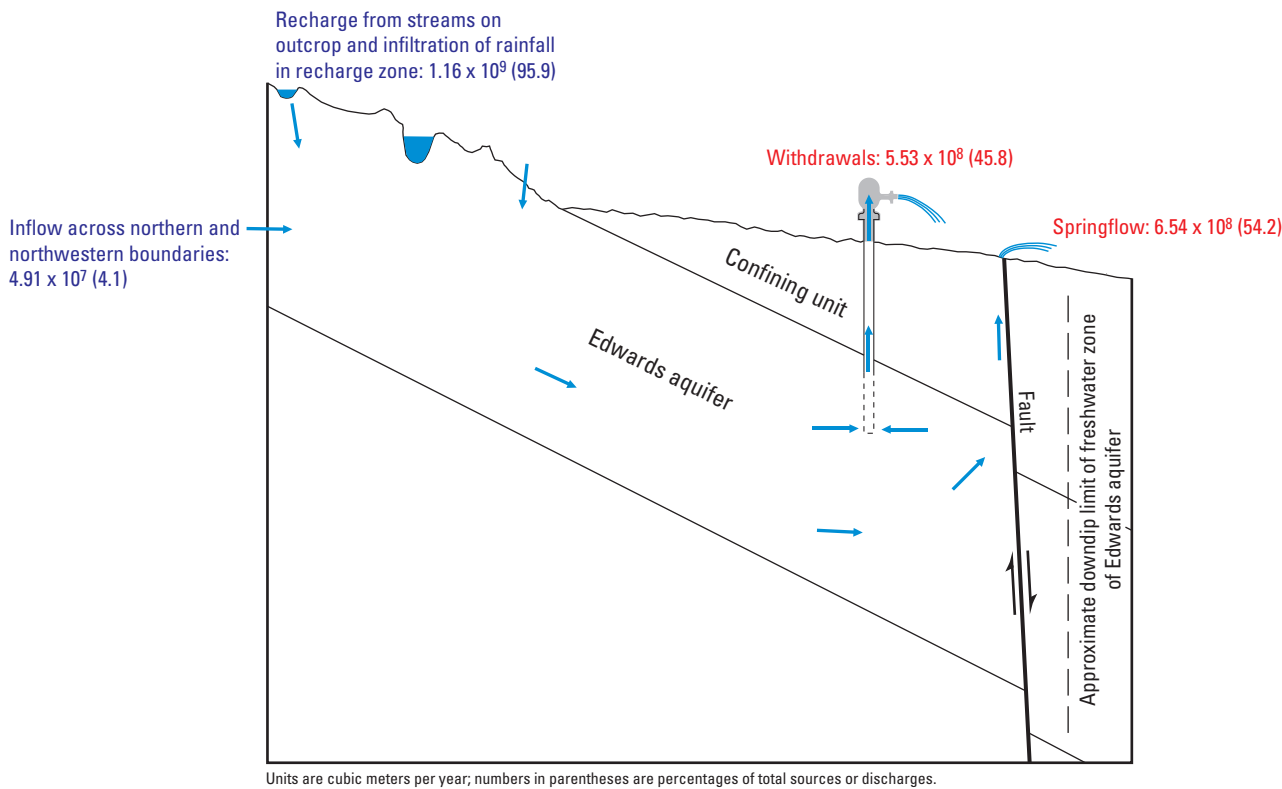 Recharge from streams on
outcrop and infiltration of rainfall
in recharge zone: 1.16 x 10⁹ (95.9)
Withdrawals: 5.53 x 10⁸ (45.8)
Inflow across northern and
northwestern boundaries:
4.91 x 10⁷ (4.1)
Springflow: 6.54 x 10⁸ (54.2)
Confining unit
Edwards aquifer
Fault
Approximate downdip limit of freshwater zone
of Edwards aquifer
Units are cubic meters per year; numbers in parentheses are percentages of total sources or discharges.